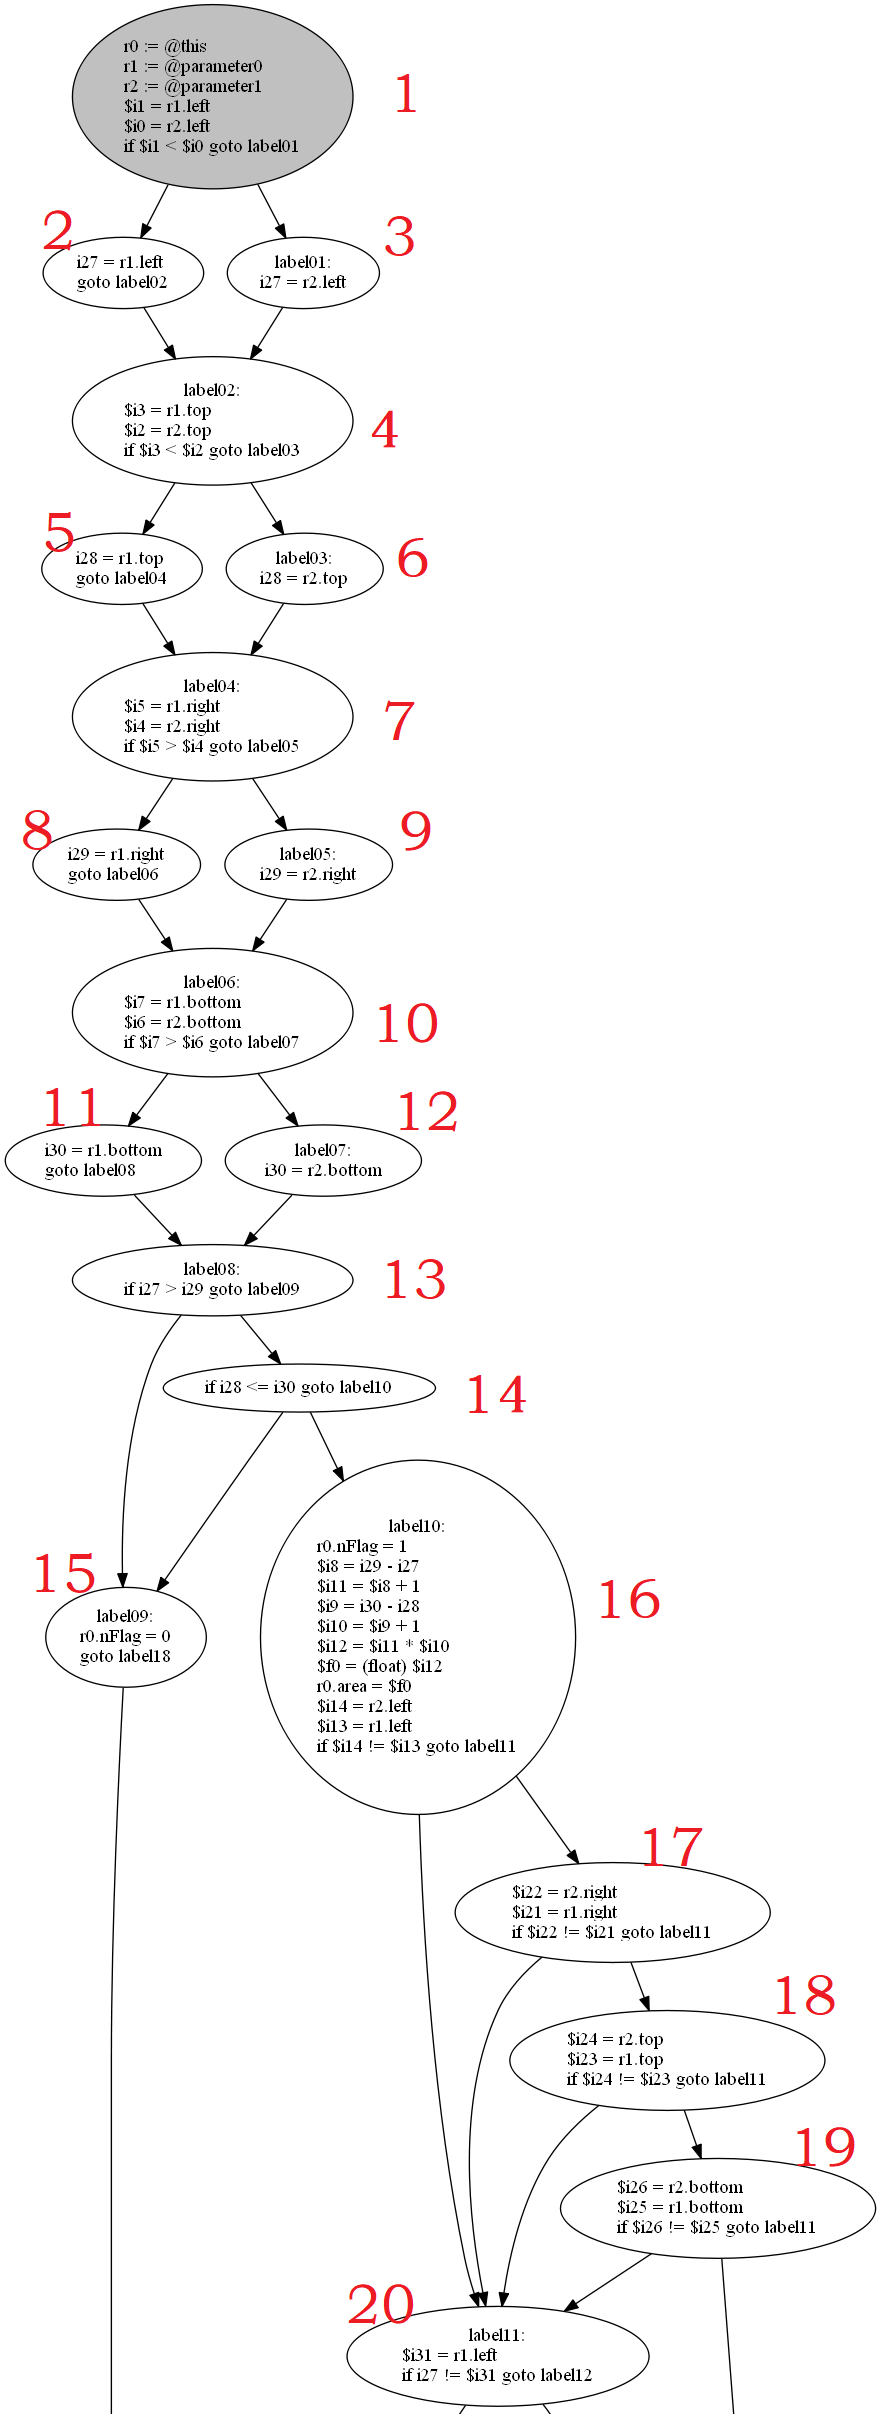 r0 := @this
r1 := @parameter0
r2 := @parameter1
$i1 = r1.left
$i0 = r2.left
if $i1 < $i0 goto label01
1
2
i27 = r1.left
goto label02
3
label01:
i27 = r2.left
label02:
$i3 = r1.top
$i2 = r2.top
if $i3 < $i2 goto label03
4
5
i28 = r1.top
goto label04
6
label03:
i28 = r2.top
label04:
$i5 = r1.right
$i4 = r2.right
if $i5 > $i4 goto label05
7
8
i29 = r1.right
goto label06
9
label05:
i29 = r2.right
label06:
$i7 = r1.bottom
$i6 = r2.bottom
if $i7 > $i6 goto label07
10
11
i30 = r1.bottom
goto label08
12
label07:
i30 = r2.bottom
label08:
if i27 > i29 goto label09
13
if i28 <= i30 goto label10
14
15
label09:
r0.nFlag = 0
goto label18
label10:
r0.nFlag = 1
$i8 = i29 - i27
$i11 = $i8 + 1
$i9 = i30 - i28
$i10 = $i9 + 1
$i12 = $i11 * $i10
$f0 = (float) $i12
r0.area = $f0
$i14 = r2.left
$i13 = r1.left
if $i14 != $i13 goto label11
16
17
$i22 = r2.right
$i21 = r1.right
if $i22 != $i21 goto label11
18
$i24 = r2.top
$i23 = r1.top
if $i24 != $i23 goto label11
19
$i26 = r2.bottom
$i25 = r1.bottom
if $i26 != $i25 goto label11
20
label11:
$i31 = r1.left
if i27 != $i31 goto label12